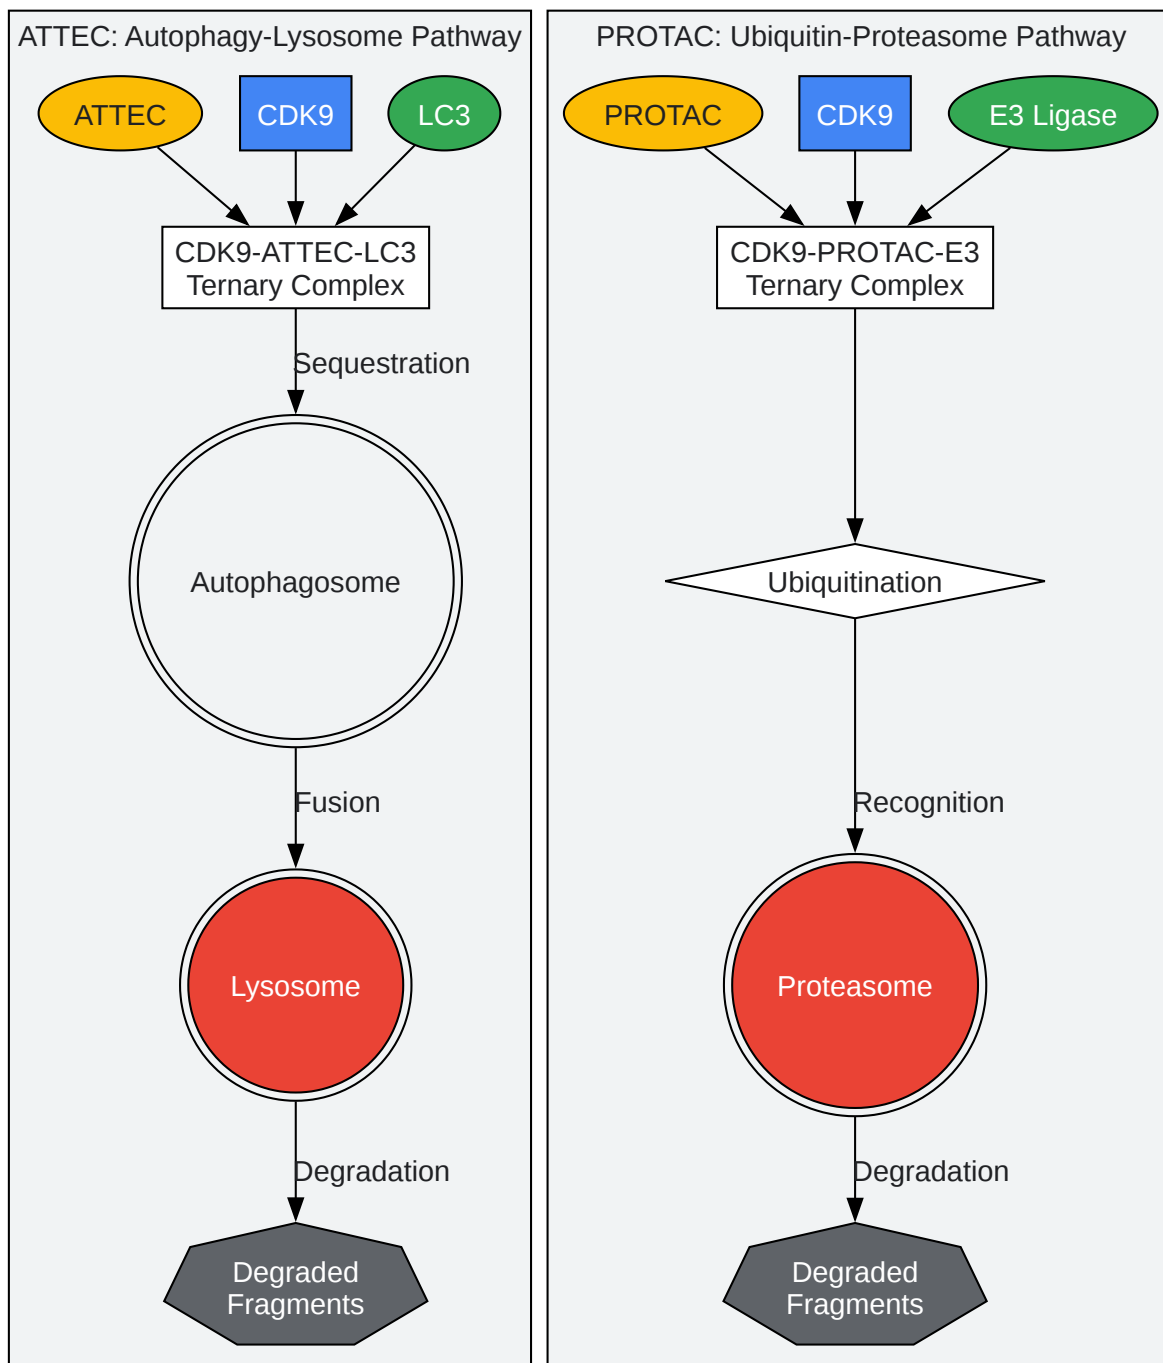 ATTEC: Autophagy-Lysosome Pathway
ATTEC
CDK9
LC3
CDK9-ATTEC-LC3
Ternary Complex
Sequestration
Autophagosome
Fusion
Lysosome
Degradation
Degraded
Fragments
PROTAC: Ubiquitin-Proteasome Pathway
PROTAC
CDK9
E3 Ligase
CDK9-PROTAC-E3
Ternary Complex
Ubiquitination
Recognition
Proteasome
Degradation
Degraded
Fragments